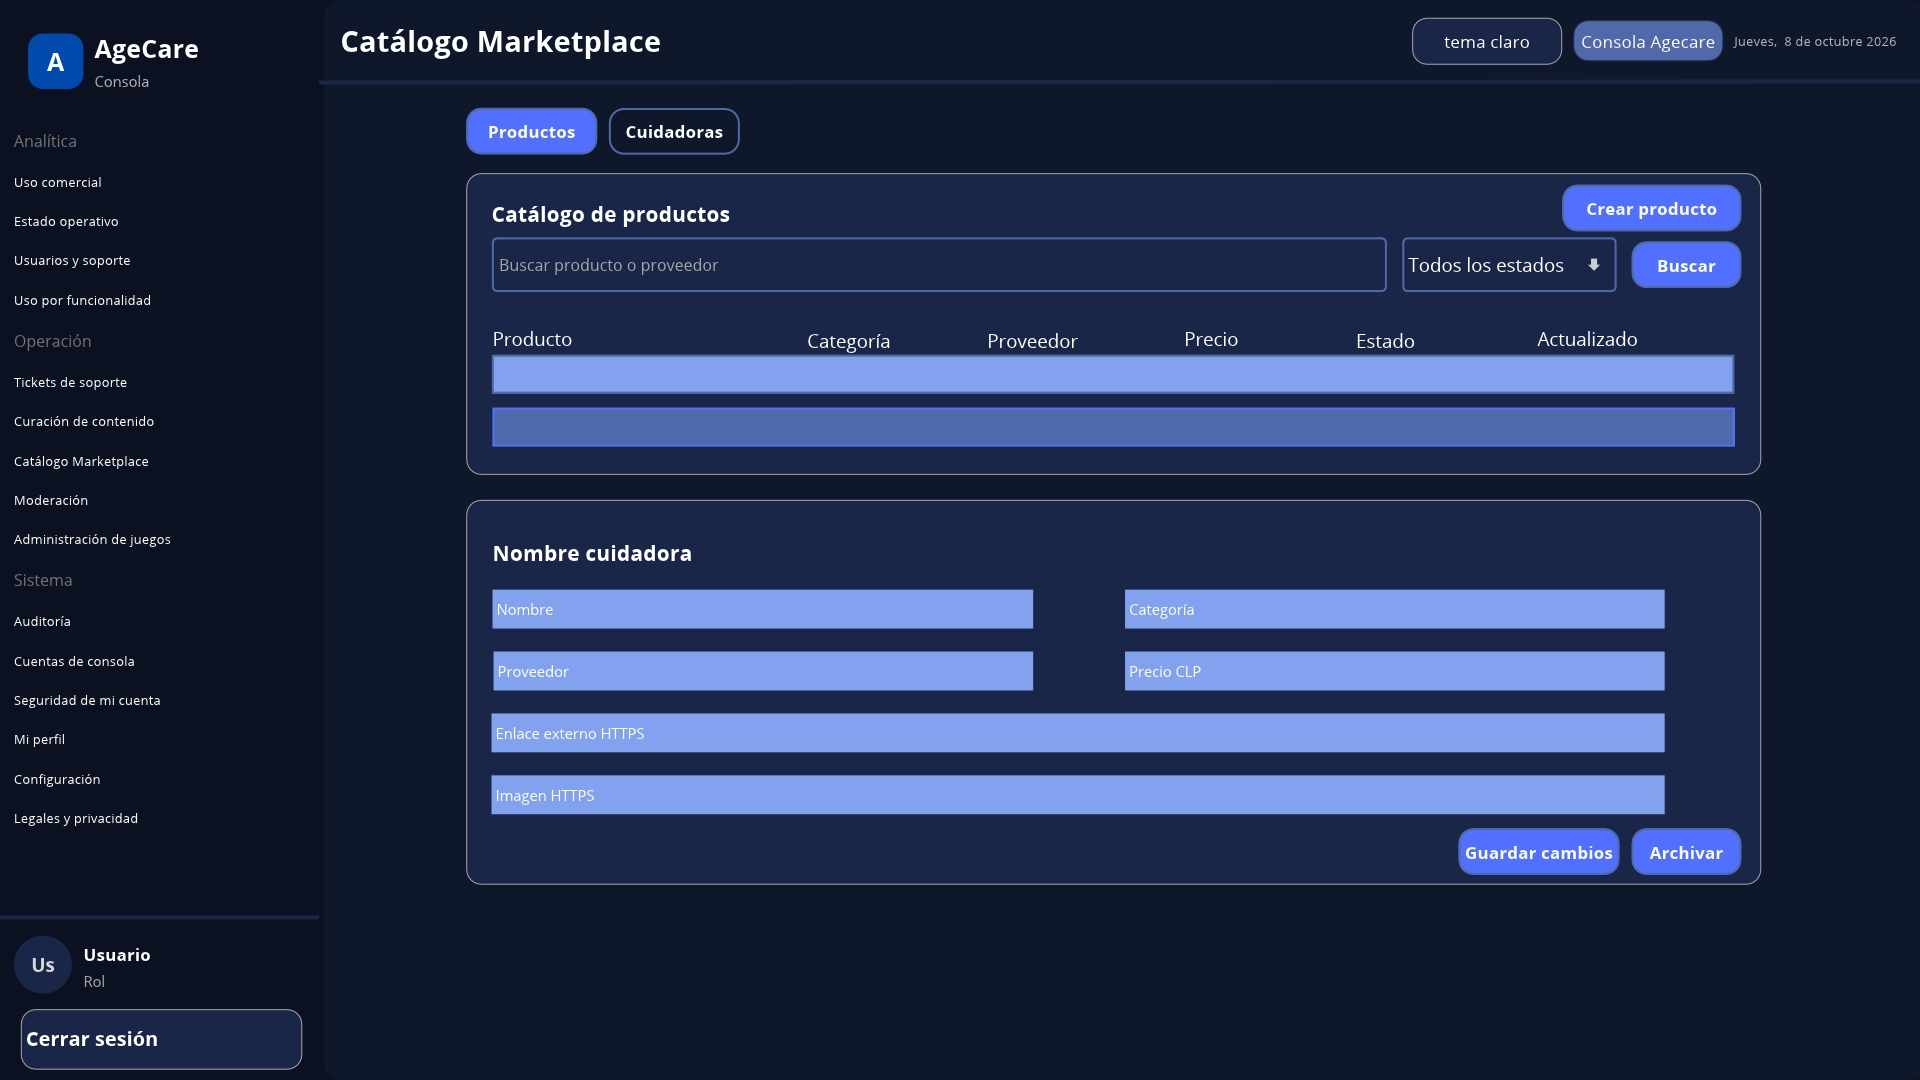 A
AgeCare
Consola
Analítica
Uso comercial
Estado operativo
Usuarios y soporte
Uso por funcionalidad
Operación
Tickets de soporte
Curación de contenido
Catálogo Marketplace
Moderación
Administración de juegos
Sistema
Auditoría
Cuentas de consola
Seguridad de mi cuenta
Mi perfil
Configuración
Legales y privacidad
Us
Usuario
Rol
Cerrar sesión
Catálogo Marketplace
tema claro
Consola Agecare
Jueves, 8 de octubre 2026
Productos
Cuidadoras
Catálogo de productos
Crear producto
Buscar producto o proveedor
Todos los estados
Buscar
Producto Categoría Proveedor Precio Estado Actualizado
Nombre cuidadora
Nombre
Categoría
Proveedor
Precio CLP
Enlace externo HTTPS
Imagen HTTPS
Guardar cambios
Archivar